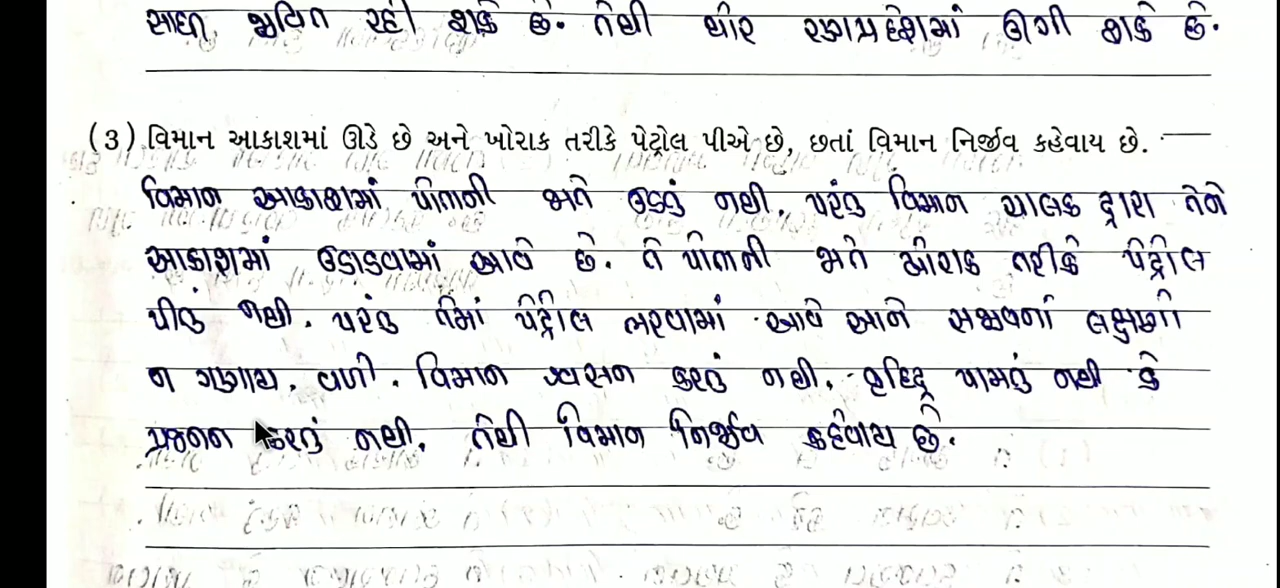 સાધી જીવિત રહી શકે છે. તેથી થોર રણપ્રદેશમાં ઊગી શકે છે.
(3) વિમાન આકાશમાં ઊડે છે અને ખોરાક તરીકે પેટ્રોલ પીએ છે, છતાં વિમાન નિર્જીવ કહેવાય છે.
વિમાન આકાશમાં પોતાની જાતે ઉડતું નથી, પરંતુ વિમાન ચાલક દ્વારા તેને
આકાશમાં ઉડાડવામાં આવે છે. તે પોતાની જાતે ખોરાક તરીકે પેટ્રોલ
પીતું નથી. પરંતુ તેમાં પેટ્રોલ ભરવામાં આવે આને સજીવનાં લક્ષણો
ન ગણાય. વળી. વિમાન શ્વસન કરતું નથી, વૃદ્ધિ પામતું નથી કે
પ્રજનન કરતું નથી, તેથી વિમાન નિર્જીવ કહેવાય છે.